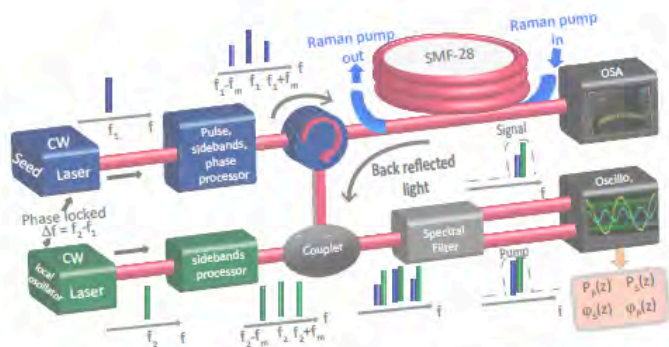 Raman pump
out
Raman pump
in
SMF-28
OSA
f
f₁-fₘ f₁ f₁+fₘ
f₁ f
CW
Seed
Laser
Pulse,
sidebands,
phase
processor
Signal
f
Back reflected
light
Oscillo.
Phase locked
Δf = f₂-f₁
CW
local
oscillator
Laser
sidebands
processor
Coupler
Spectral
Filter
Pump
f
f₂ f
f₂-fₘ f₂ f₂+fₘ
f
f
Pₚ(z) Pₛ(z)
φₛ(z) φₚ(z)